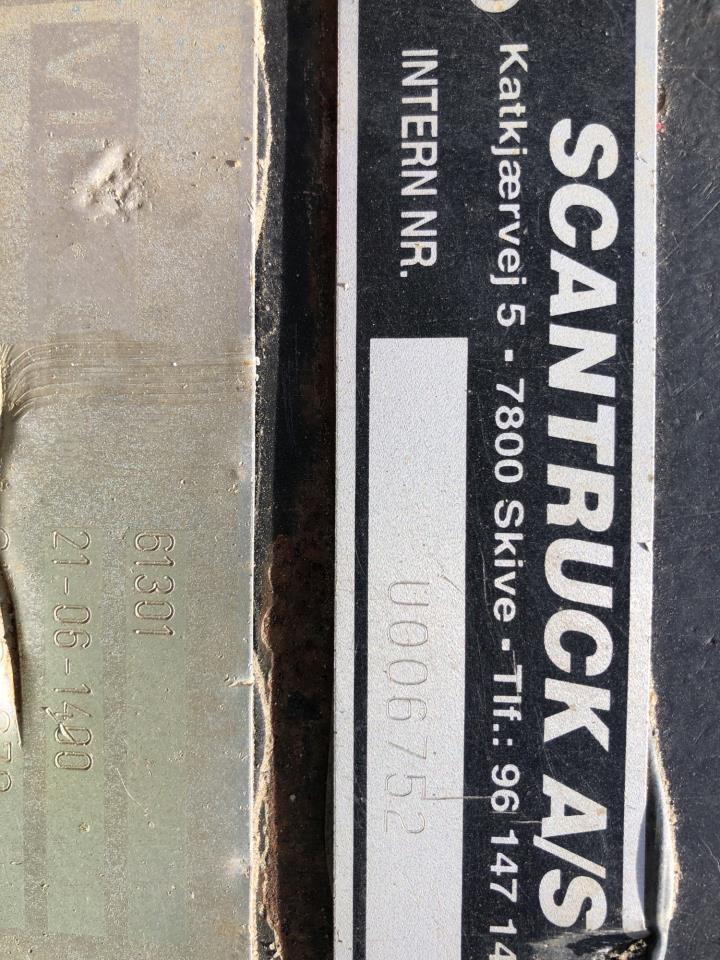 SCANTRUCK A/S
Katkjærvej 5 · 7800 Skive · Tlf.: 96 147 14
INTERN NR. U006752
61301
21-06-1400